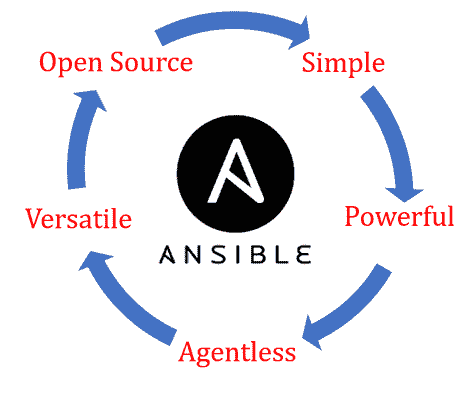 Open Source
Simple
Versatile
Powerful
ANSIBLE
Agentless